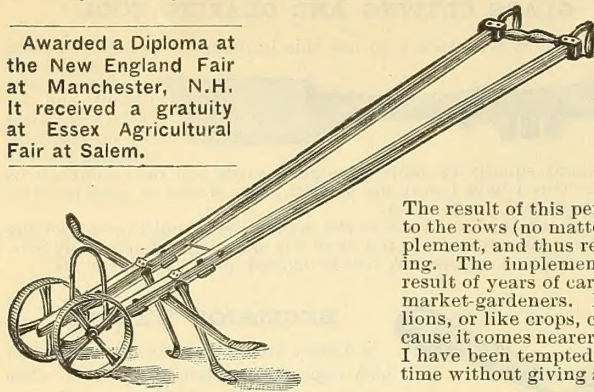 Awarded a Diploma at
the New England Fair
at Manchester, N.H.
It received a gratuity
at Essex Agricultural
Fair at Salem.
The result of this pe
to the rows (no matt
plement, and thus re
ing. The implemen
result of years of car
market-gardeners.
lions, or like crops, c
cause it comes nearer
I have been tempted
time without giving a